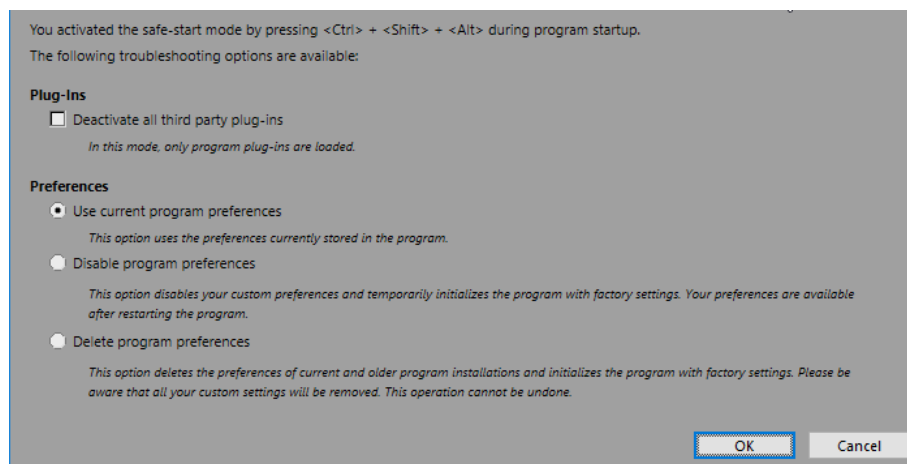 You activated the safe-start mode by pressing <Ctrl> + <Shift> + <Alt> during program startup.
The following troubleshooting options are available:
Plug-Ins
Deactivate all third party plug-ins
In this mode, only program plug-ins are loaded.
Preferences
Use current program preferences
This option uses the preferences currently stored in the program.
Disable program preferences
This option disables your custom preferences and temporarily initializes the program with factory settings. Your preferences are available
after restarting the program.
Delete program preferences
This option deletes the preferences of current and older program installations and initializes the program with factory settings. Please be
aware that all your custom settings will be removed. This operation cannot be undone.
OK Cancel